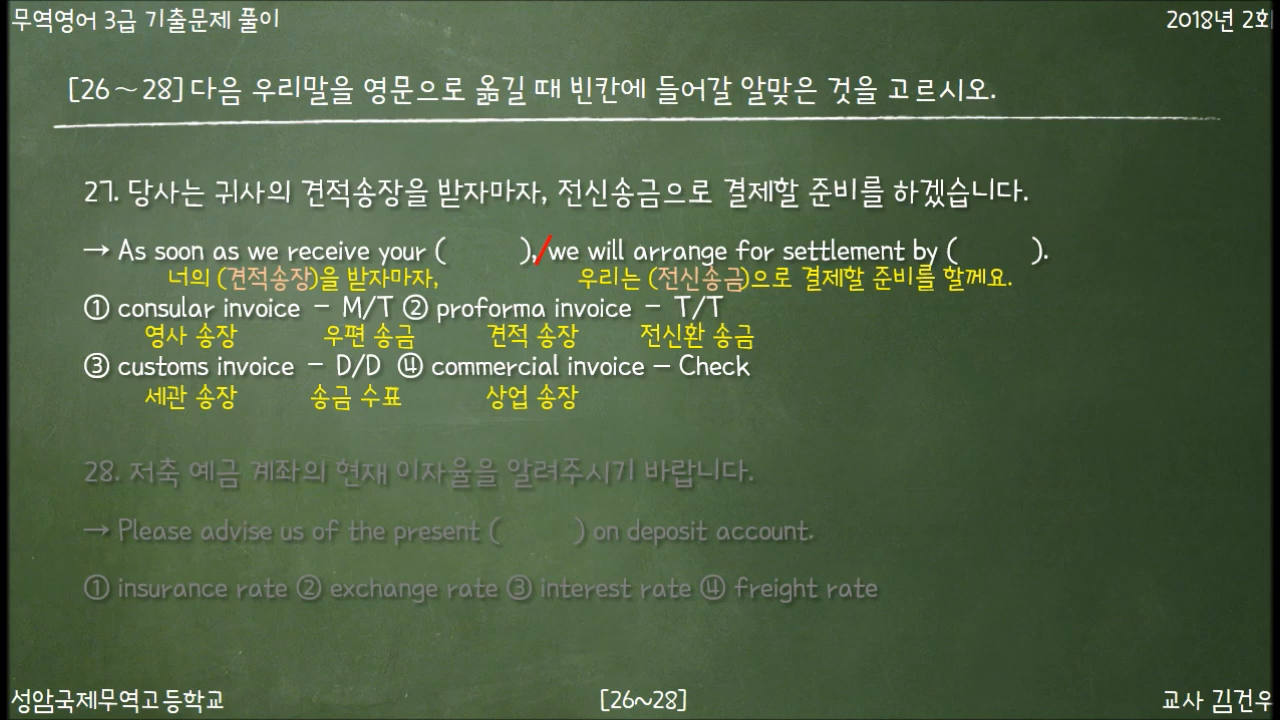 무역영어 3급 기출문제 풀이
2018년 2회
[26～28] 다음 우리말을 영문으로 옮길 때 빈칸에 들어갈 알맞은 것을 고르시오.
27. 당사는 귀사의 견적송장을 받자마자, 전신송금으로 결제할 준비를 하겠습니다.
→ As soon as we receive your (          ),/we will arrange for settlement by (          ).
너의 (견적송장)을 받자마자, 우리는 (전신송금)으로 결제할 준비를 할께요.
① consular invoice － M/T ② proforma invoice － T/T
영사 송장 우편 송금 견적 송장 전신환 송금
③ customs invoice － D/D ④ commercial invoice – Check
세관 송장 송금 수표 상업 송장
28. 저축 예금 계좌의 현재 이자율을 알려주시기 바랍니다.
→ Please advise us of the present (          ) on deposit account.
① insurance rate ② exchange rate ③ interest rate ④ freight rate
성암국제무역고등학교
[26~28]
교사 김건우